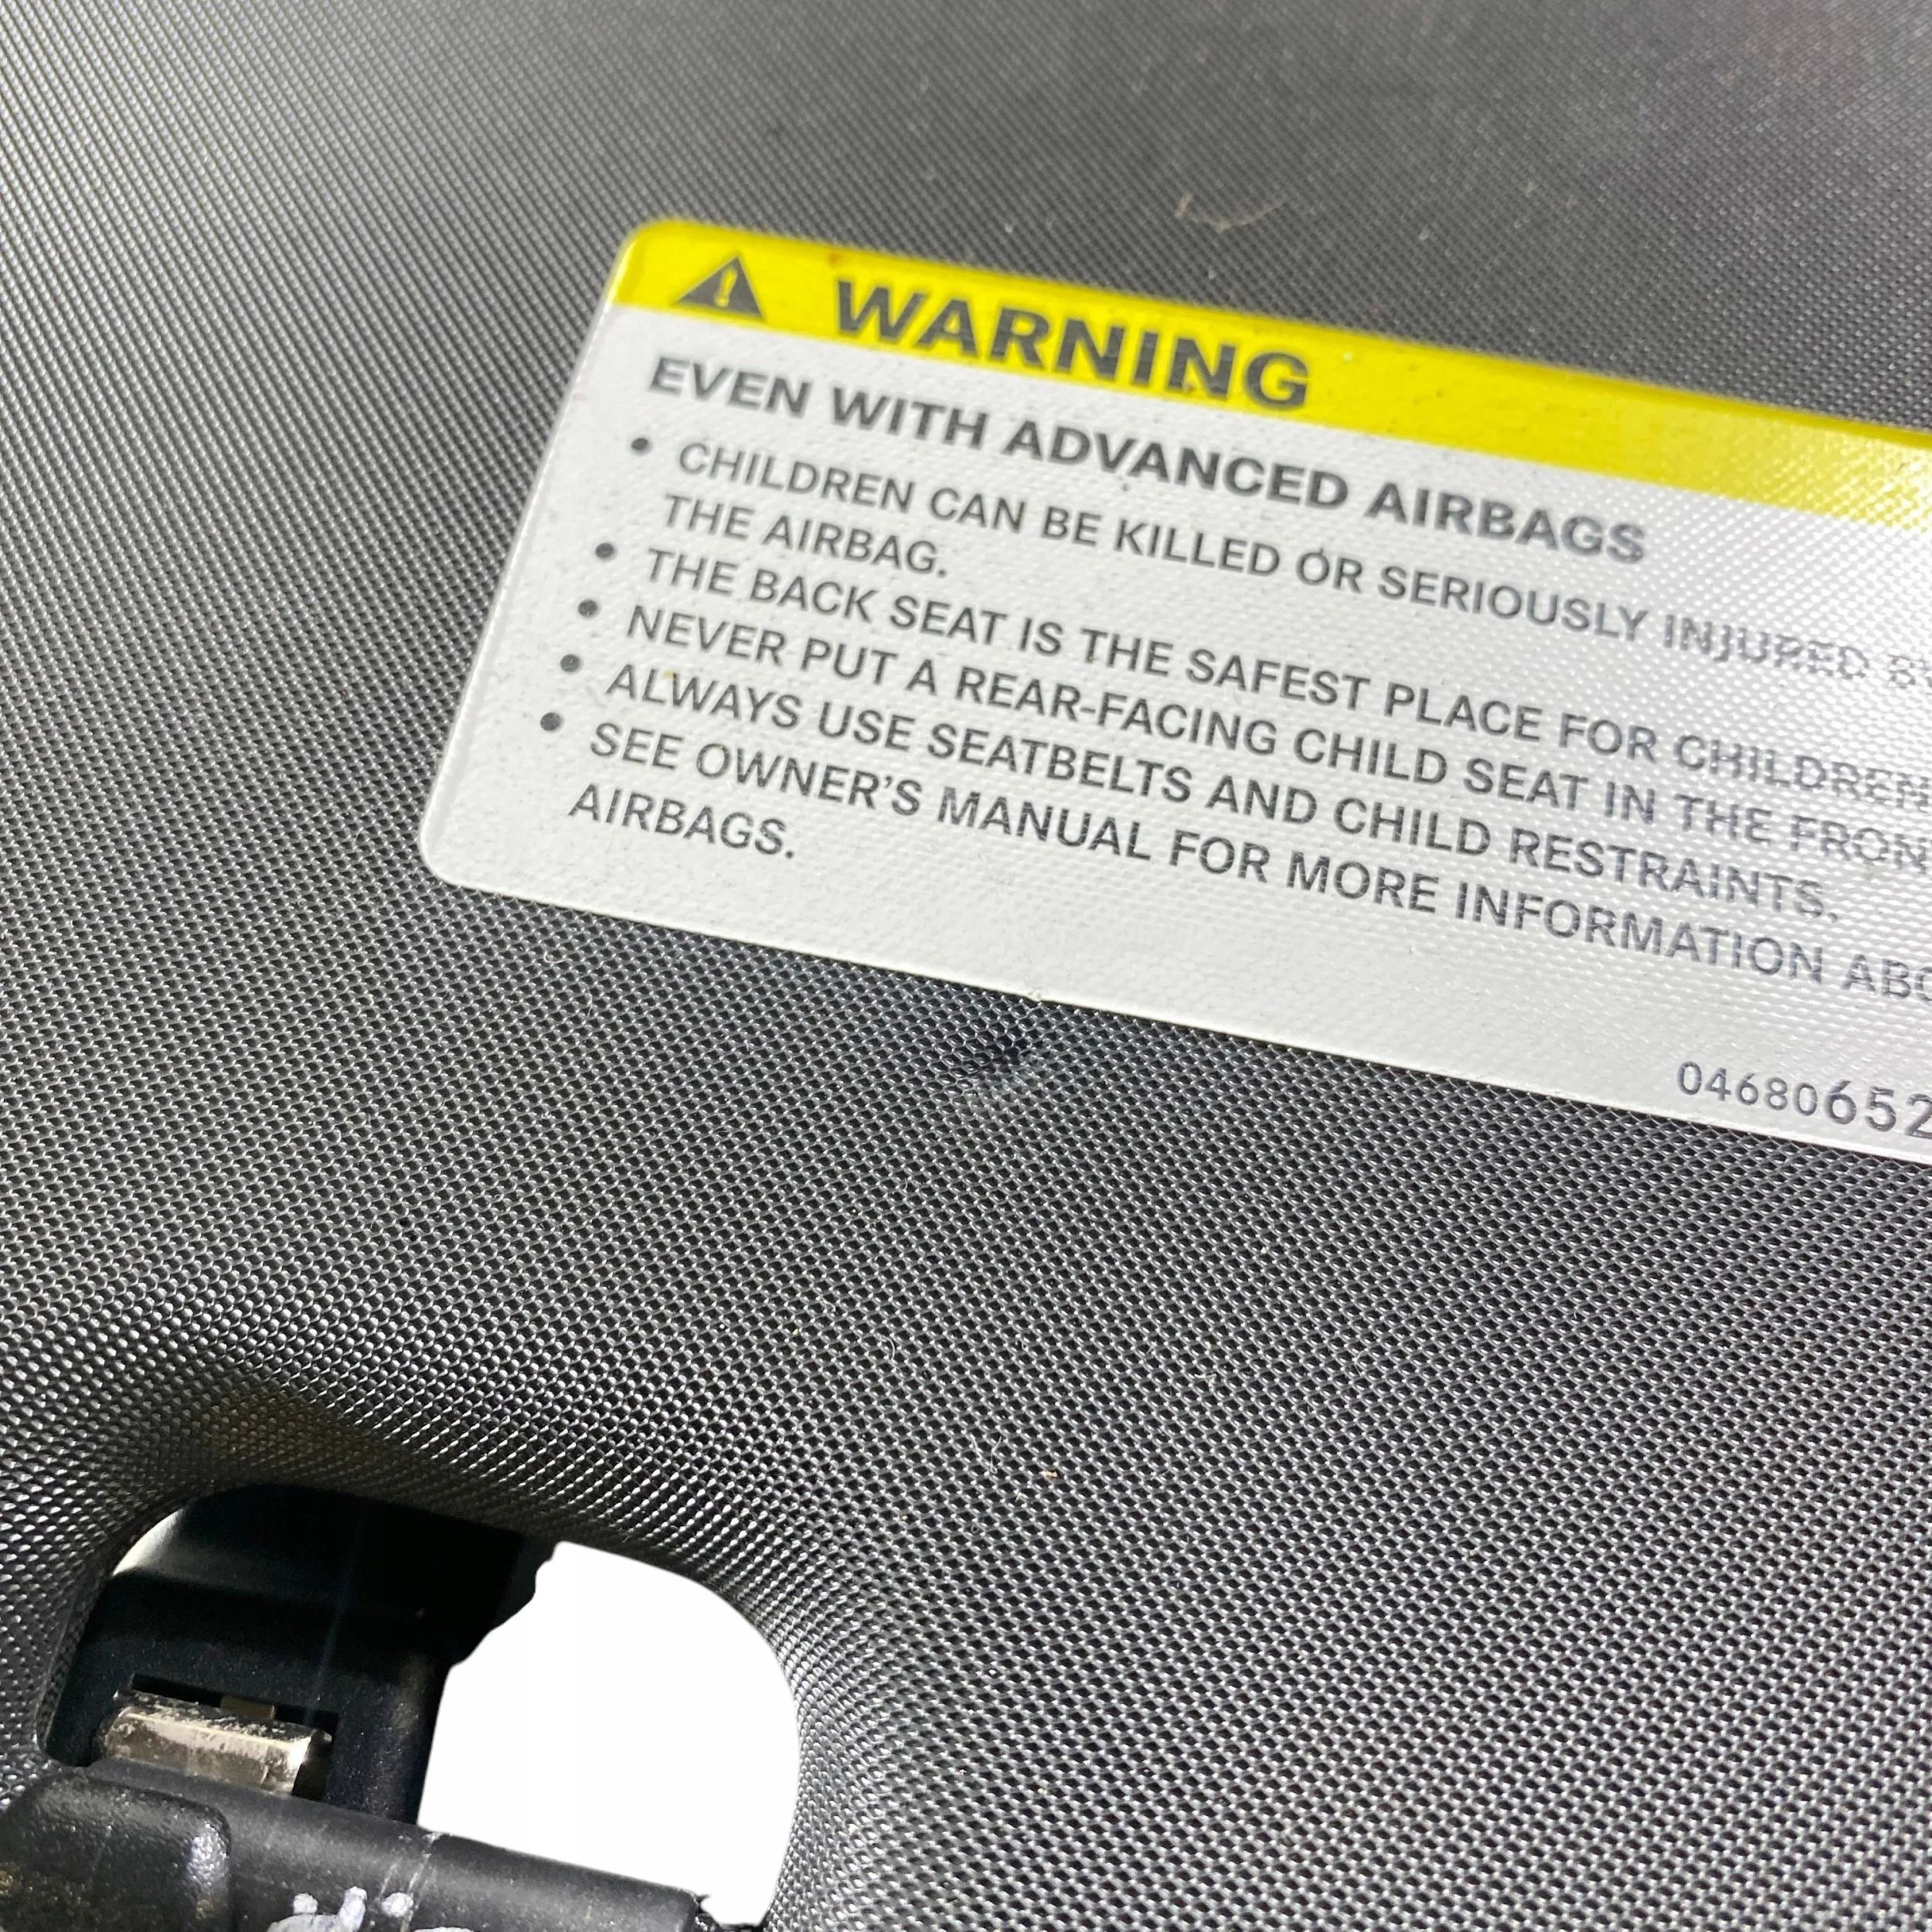 WARNING
EVEN WITH ADVANCED AIRBAGS
• CHILDREN CAN BE KILLED OR SERIOUSLY INJURED
THE AIRBAG.
• THE BACK SEAT IS THE SAFEST PLACE FOR CHILDREN
• NEVER PUT A REAR-FACING CHILD SEAT IN THE
• ALWAYS USE SEATBELTS AND CHILD RESTRAINTS.
• SEE OWNER'S MANUAL FOR MORE INFORMATION
AIRBAGS.
04680652